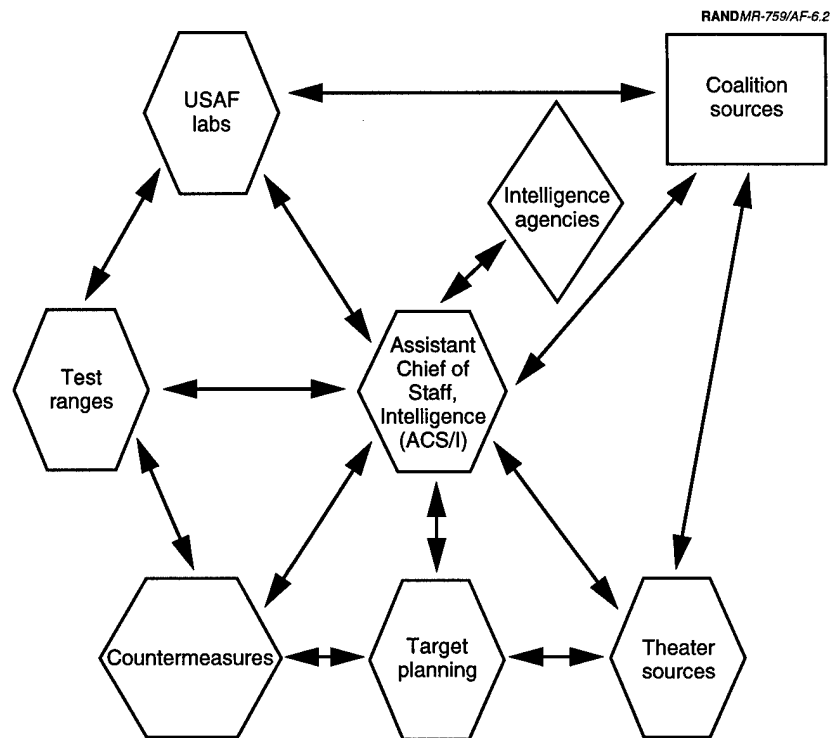 RANDMR-759/AF-6.2
USAF
labs
Coalition
sources
Intelligence
agencies
Assistant
Chief of
Staff,
Intelligence
(ACS/I)
Test
ranges
Countermeasures
Target
planning
Theater
sources